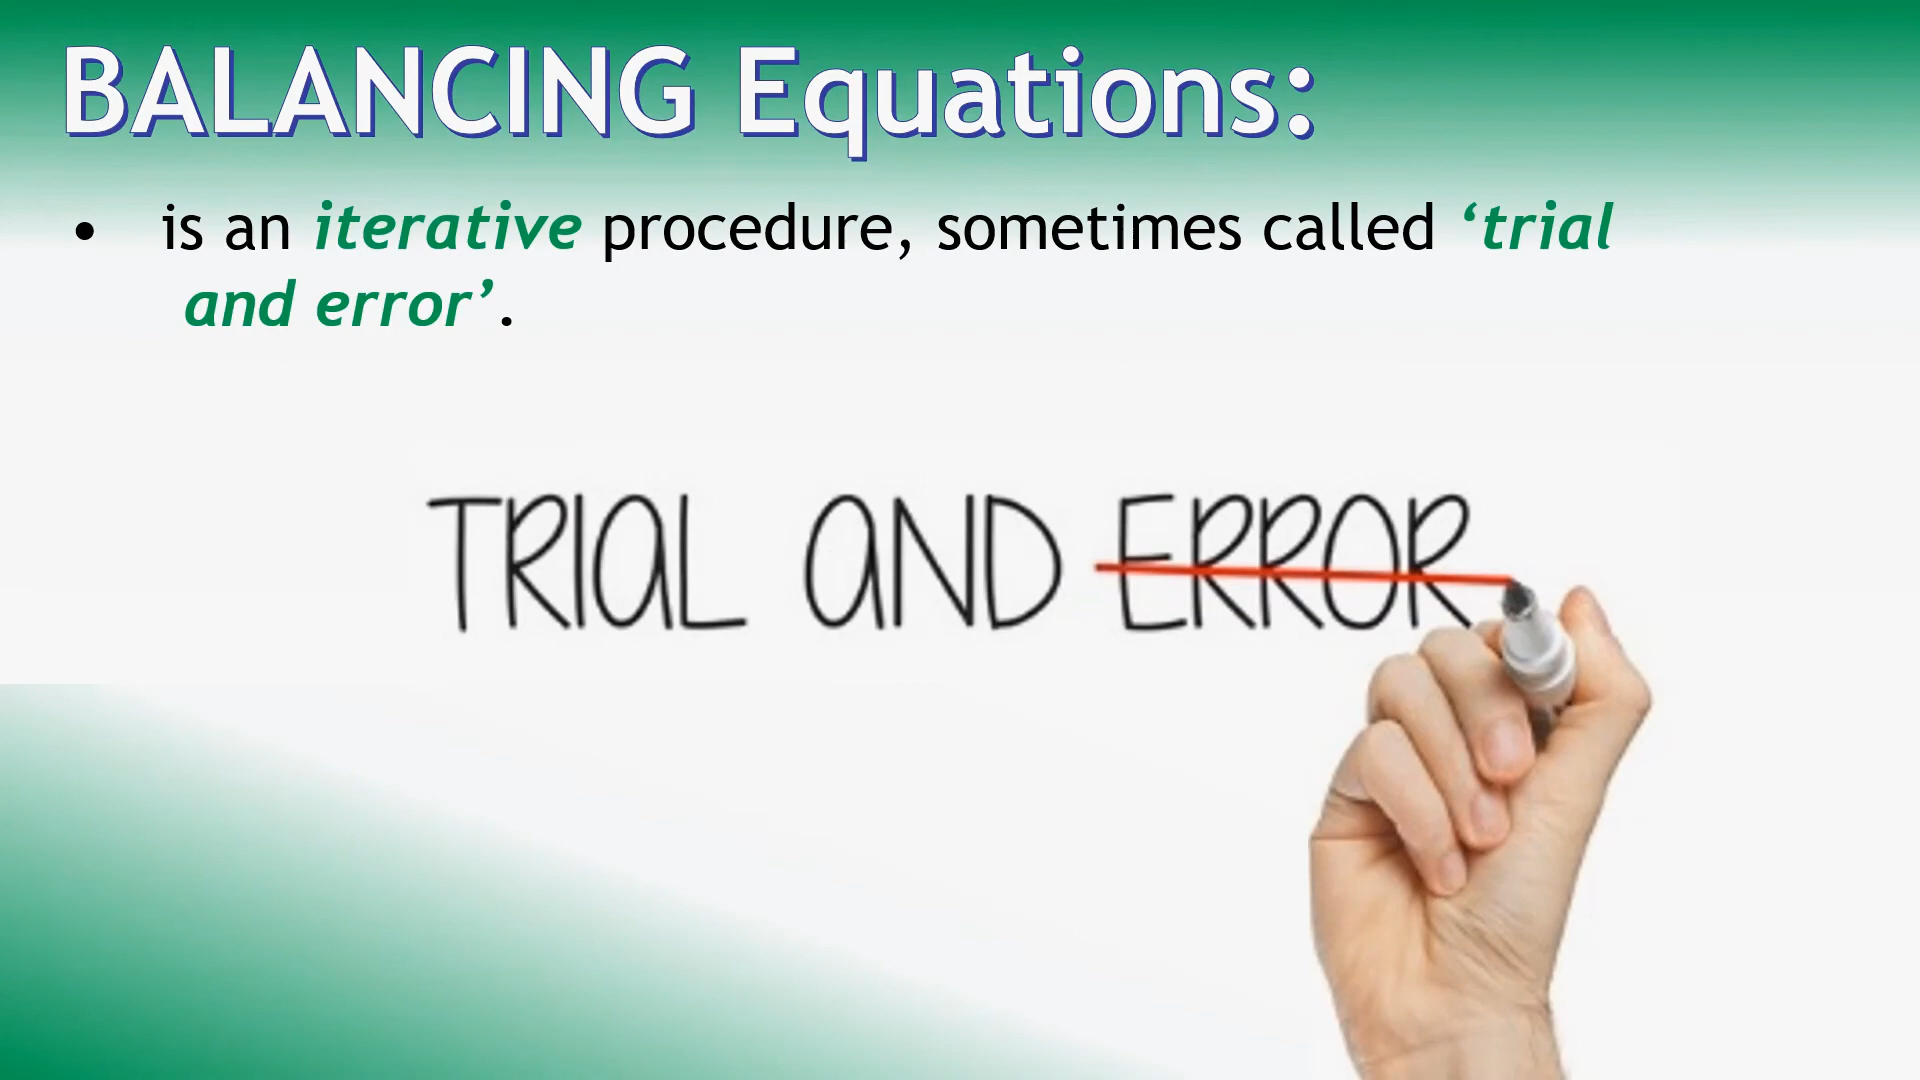 BALANCING Equations:
• is an iterative procedure, sometimes called ‘trial
and error’.
TRIAL AND ERROR